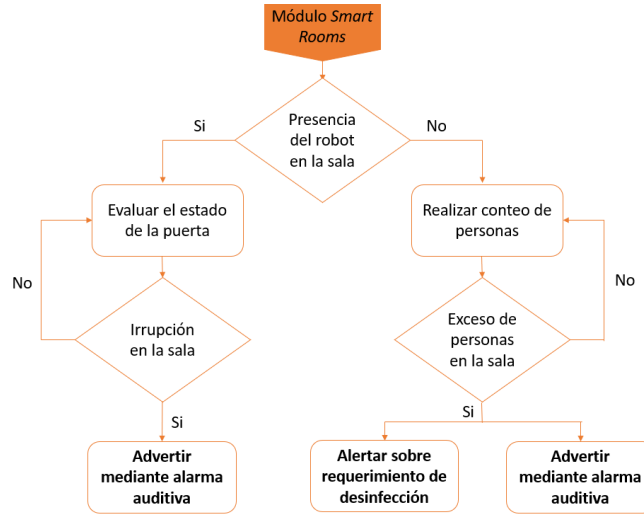 Módulo Smart
Rooms
Presencia
del robot
en la sala
Si
No
Evaluar el estado
de la puerta
Realizar conteo de
personas
No
No
Irrupción
en la sala
Exceso de
personas
en la sala
Si
Si
Advertir
mediante alarma
auditiva
Alertar sobre
requerimiento de
desinfección
Advertir
mediante alarma
auditiva